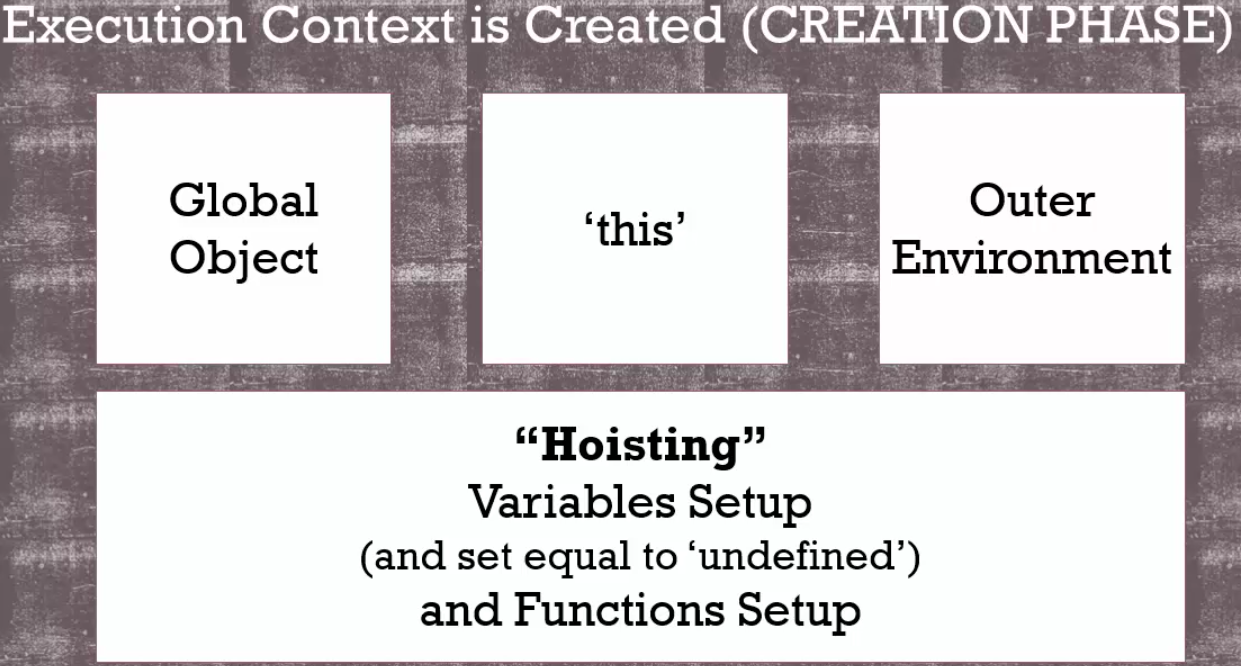 Execution Context is Created (CREATION PHASE)
Global
Object
‘this’
Outer
Environment
“Hoisting”
Variables Setup
(and set equal to ‘undefined’)
and Functions Setup